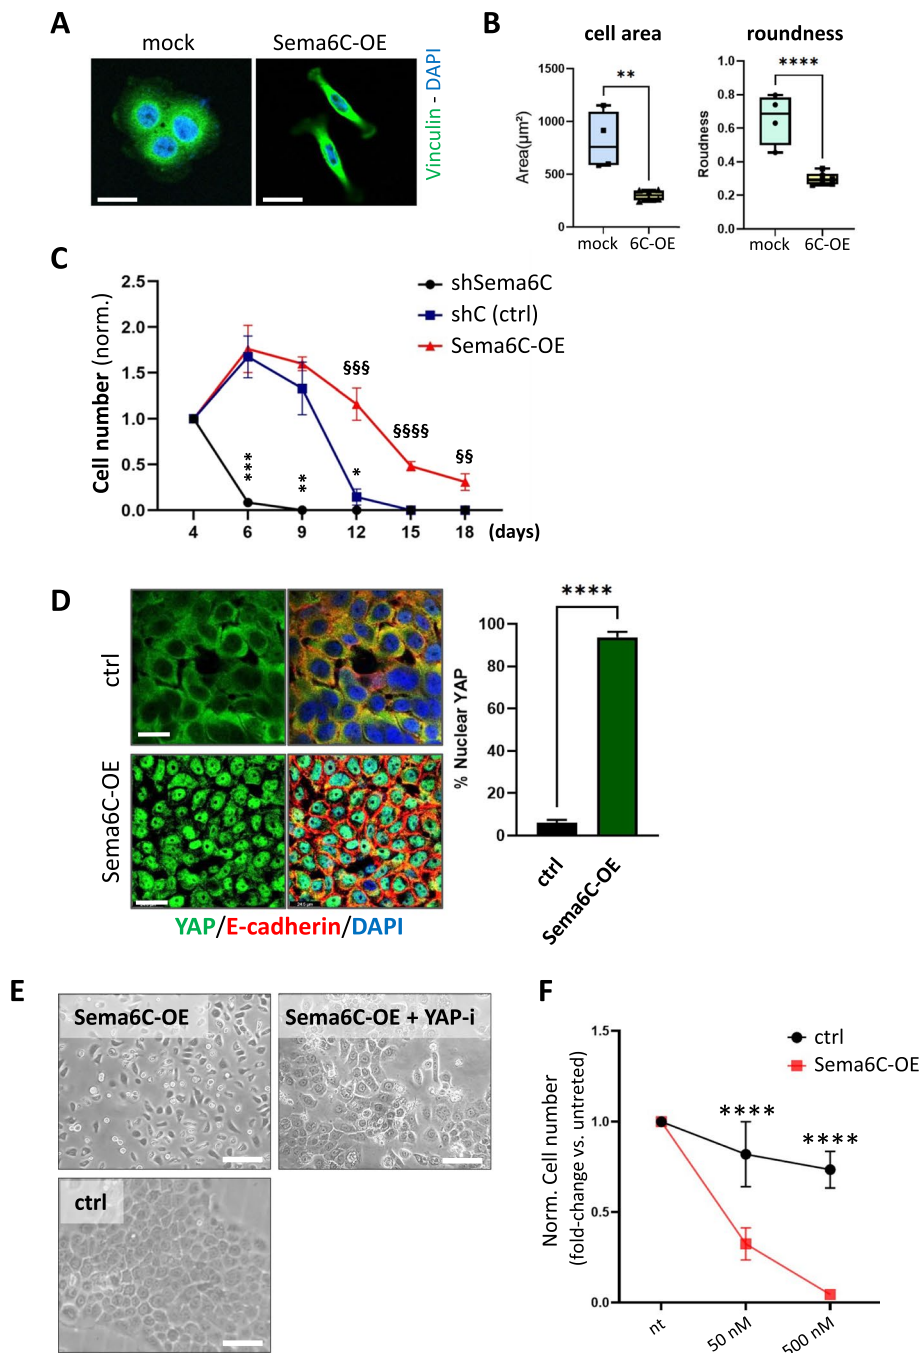 A
mock
Sema6C-OE
Vinculin - DAPI
B
cell area
roundness
**
****
1500
1000
500
0
Area(µm²)
mock
6C-OE
1.0
0.8
0.6
0.4
0.2
0.0
Roudness
mock
6C-OE
C
shSema6C
shC (ctrl)
Sema6C-OE
2.5
2.0
1.5
1.0
0.5
0.0
Cell number (norm.)
***
**
*
§§§
§§§§
§§
4
6
9
12
15
18
(days)
D
ctrl
Sema6C-OE
YAP/E-cadherin/DAPI
****
100
80
60
40
20
0
% Nuclear YAP
ctrl
Sema6C-OE
E
Sema6C-OE
Sema6C-OE + YAP-i
ctrl
F
ctrl
Sema6C-OE
1.5
1.0
0.5
0.0
Norm. Cell number
(fold-change vs. untreated)
****
****
nt
50 nM
500 nM